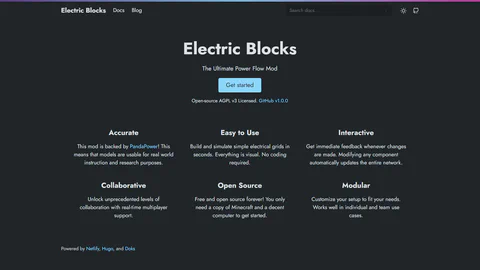 Electric Blocks Docs Blog Search docs...
Electric Blocks
The Ultimate Power Flow Mod
Get started
Open-source AGPL v3 Licensed. GitHub v1.0.0
Accurate
This mod is backed by PandaPower! This
means that models are usable for real world
instruction and research purposes.
Easy to Use
Build and simulate simple electrical grids in
seconds. Everything is visual. No coding
required.
Interactive
Get immediate feedback whenever
changes are made. Modifying any component
automatically updates the entire network.
Collaborative
Unlock unprecedented levels of
collaboration with real-time multiplayer
support.
Open Source
Free and open source forever! You only
need a copy of Minecraft and a decent
computer to get started.
Modular
Customize your setup to fit your needs.
Works well in individual and team use
cases.
Powered by Netlify, Hugo, and Doks